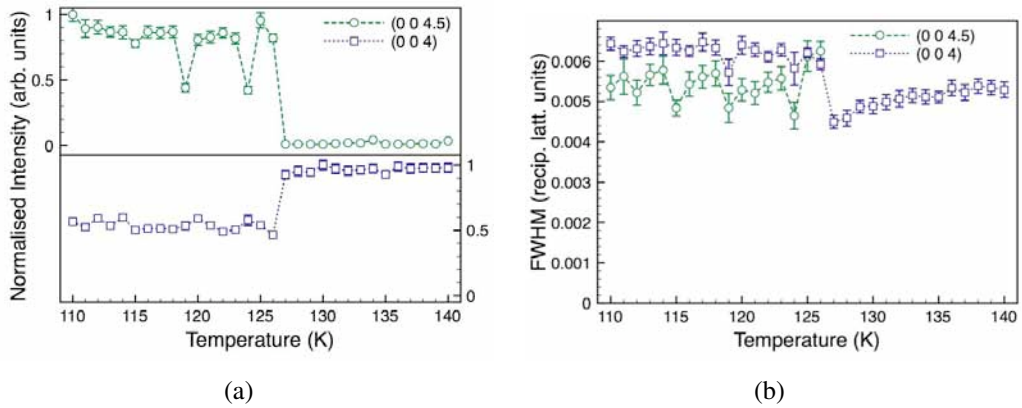 Normalised Intensity (arb. units)
1
0.5
0
(0 0 4.5)
(0 0 4)
1
0.5
0
110 115 120 125 130 135 140
Temperature (K)
(a)
FWHM (recip. latt. units)
0.006
0.005
0.004
0.003
0.002
0.001
0
(0 0 4.5)
(0 0 4)
110 115 120 125 130 135 140
Temperature (K)
(b)